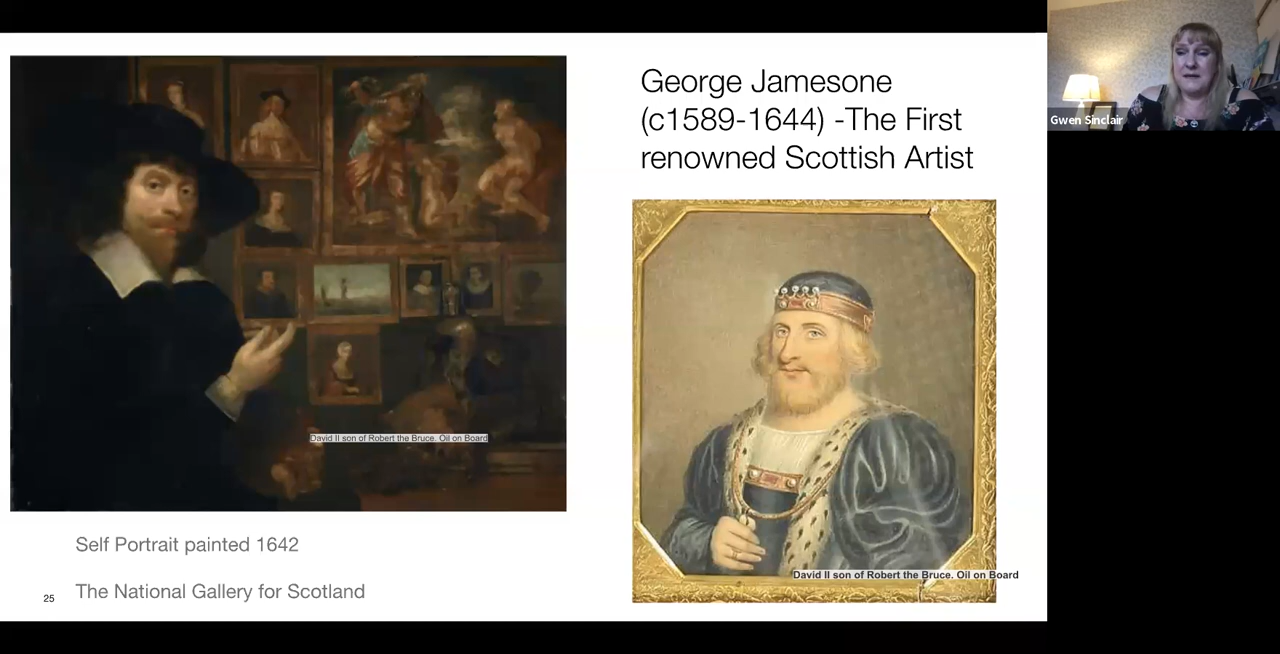 George Jamesone
(c1589-1644) -The First
renowned Scottish Artist
Gwen Sinclair
David II son of Robert the Bruce. Oil on Board
David II son of Robert the Bruce. Oil on Board
Self Portrait painted 1642
The National Gallery for Scotland
25